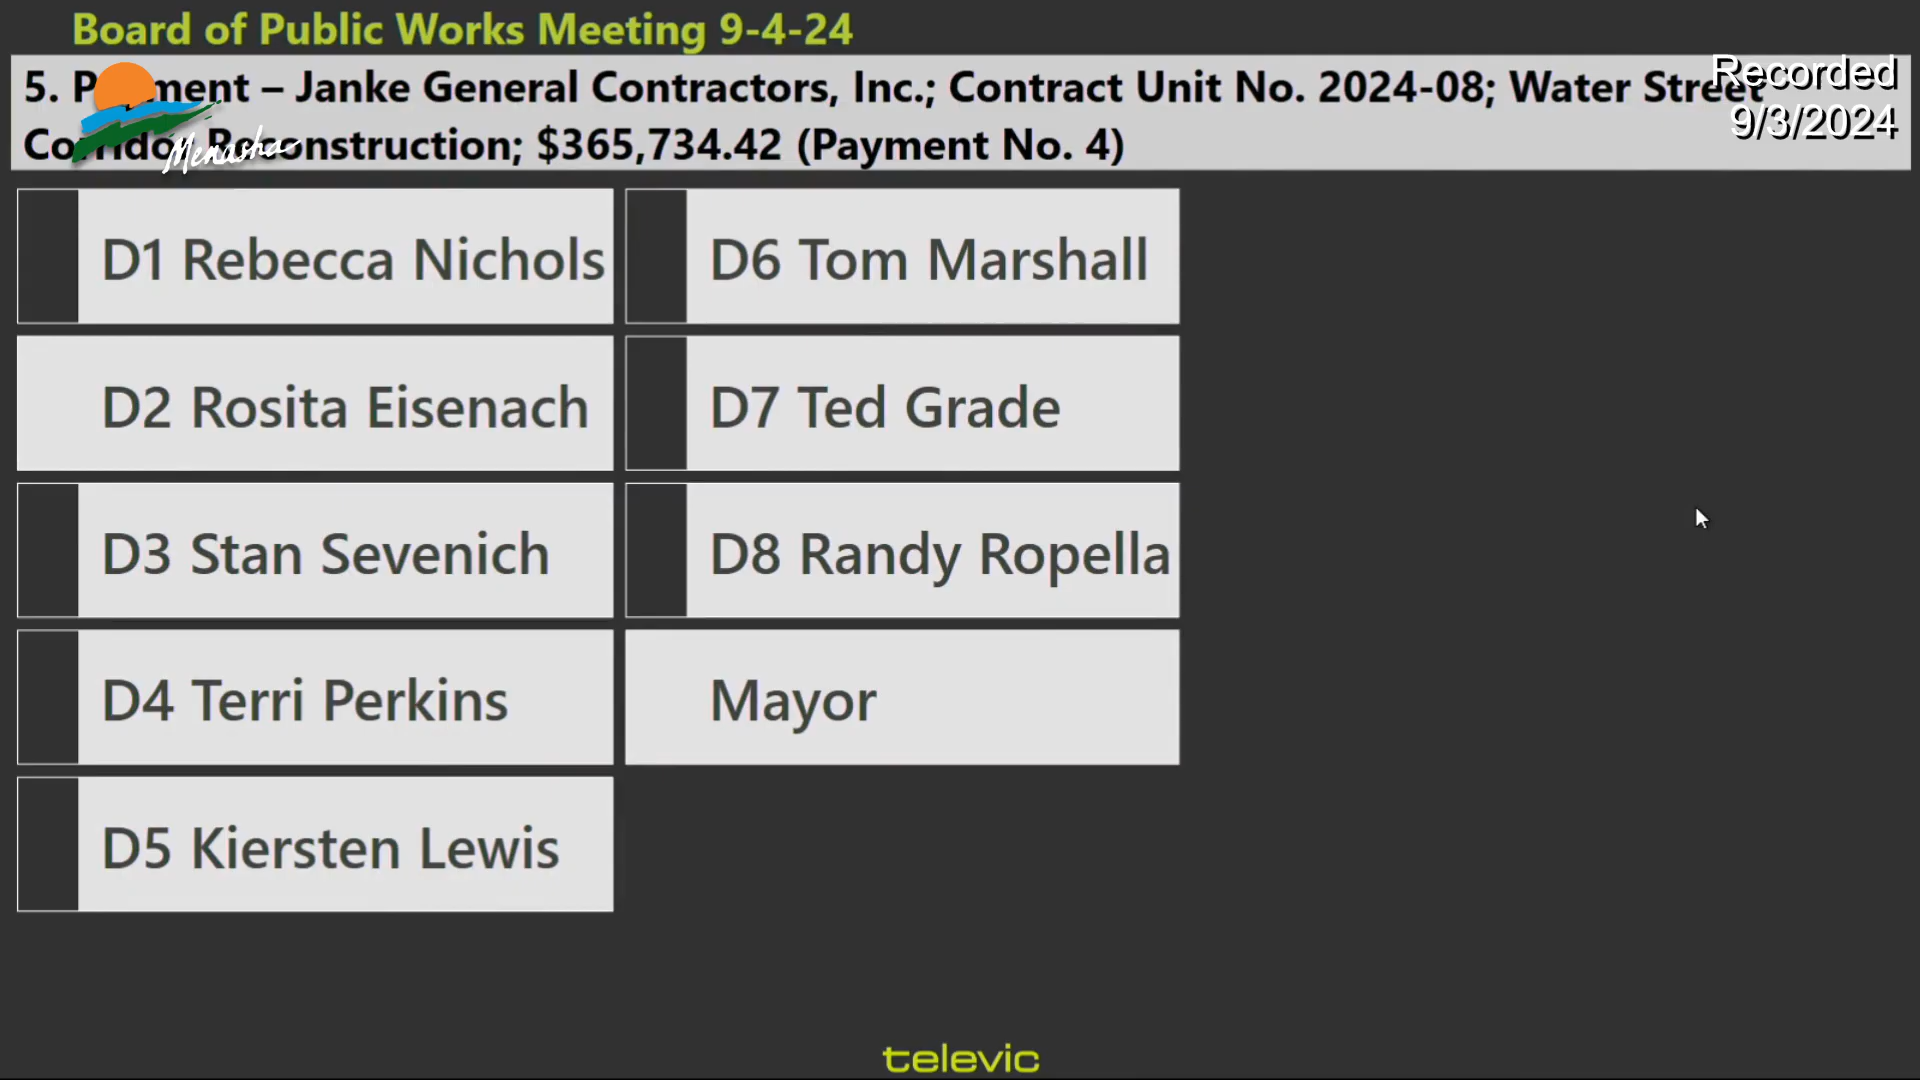 Board of Public Works Meeting 9-4-24
5. Payment – Janke General Contractors, Inc.; Contract Unit No. 2024-08; Water Street
Corridor Reconstruction; $365,734.42 (Payment No. 4)
Menasha
Recorded
9/3/2024
D1 Rebecca Nichols
D2 Rosita Eisenach
D3 Stan Sevenich
D4 Terri Perkins
D5 Kiersten Lewis
D6 Tom Marshall
D7 Ted Grade
D8 Randy Ropella
Mayor
televic